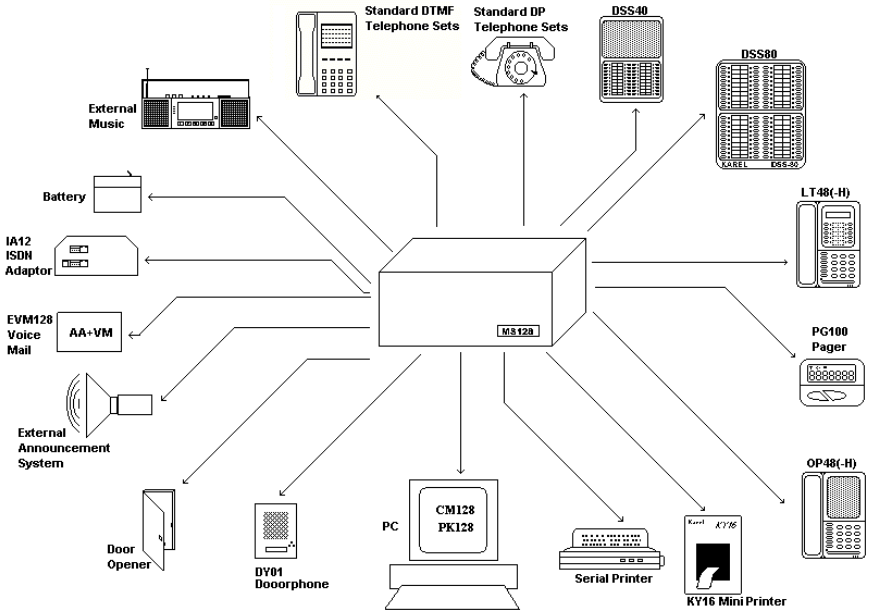 Standard DTMF
Telephone Sets
Standard DP
Telephone Sets
DSS40
DSS80
KAREL DSS-80
External
Music
Battery
LT48(-H)
IA12
ISDN
Adaptor
EVM128
Voice
Mail
AA+VM
MS128
PG100
Pager
External
Announcement
System
OP48(-H)
Door
Opener
DY01
Dooorphone
PC
CM128
PK128
Serial Printer
Karel KY16
KY16 Mini Printer